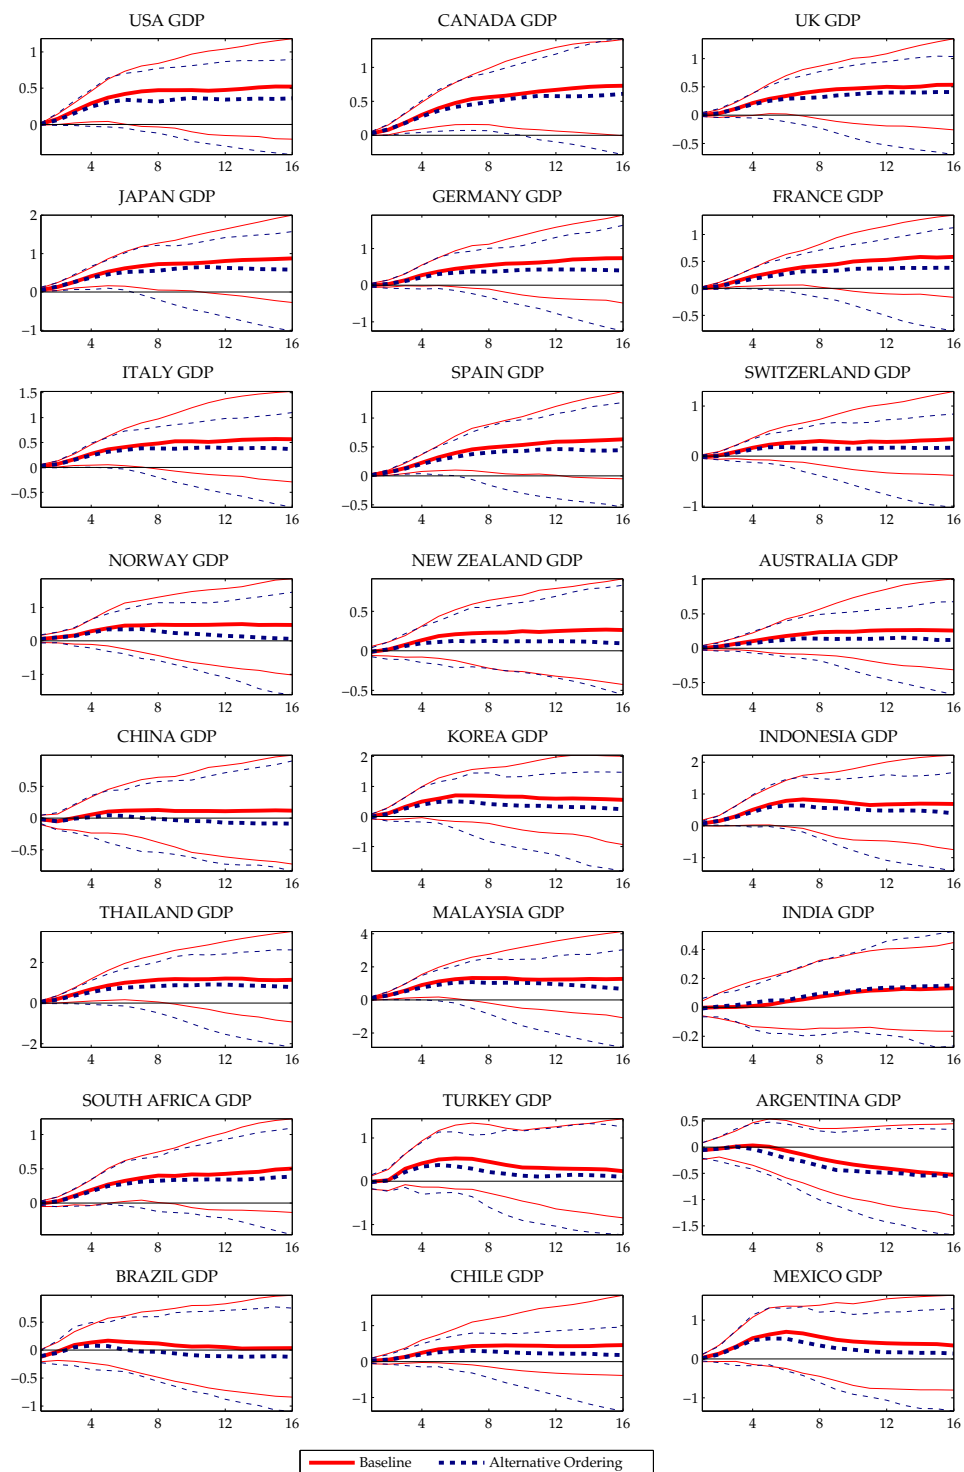 USA GDP CANADA GDP UK GDP
1
0.5
0
4 8 12 16
1
0.5
0
4 8 12 16
1
0.5
0
−0.5
4 8 12 16
JAPAN GDP GERMANY GDP FRANCE GDP
2
1
0
−1
4 8 12 16
1
0
−1
4 8 12 16
1
0.5
0
−0.5
4 8 12 16
ITALY GDP SPAIN GDP SWITZERLAND GDP
1.5
1
0.5
0
−0.5
4 8 12 16
1
0.5
0
−0.5
4 8 12 16
1
0
−1
4 8 12 16
NORWAY GDP NEW ZEALAND GDP AUSTRALIA GDP
1
0
−1
4 8 12 16
0.5
0
−0.5
4 8 12 16
1
0.5
0
−0.5
4 8 12 16
CHINA GDP KOREA GDP INDONESIA GDP
0.5
0
−0.5
4 8 12 16
2
1
0
−1
4 8 12 16
2
1
0
−1
4 8 12 16
THAILAND GDP MALAYSIA GDP INDIA GDP
2
0
−2
4 8 12 16
4
2
0
−2
4 8 12 16
0.4
0.2
0
−0.2
4 8 12 16
SOUTH AFRICA GDP TURKEY GDP ARGENTINA GDP
1
0.5
0
4 8 12 16
1
0
−1
4 8 12 16
0.5
0
−0.5
−1
−1.5
4 8 12 16
BRAZIL GDP CHILE GDP MEXICO GDP
0.5
0
−0.5
−1
4 8 12 16
1
0
−1
4 8 12 16
1
0
−1
4 8 12 16
Baseline Alternative Ordering